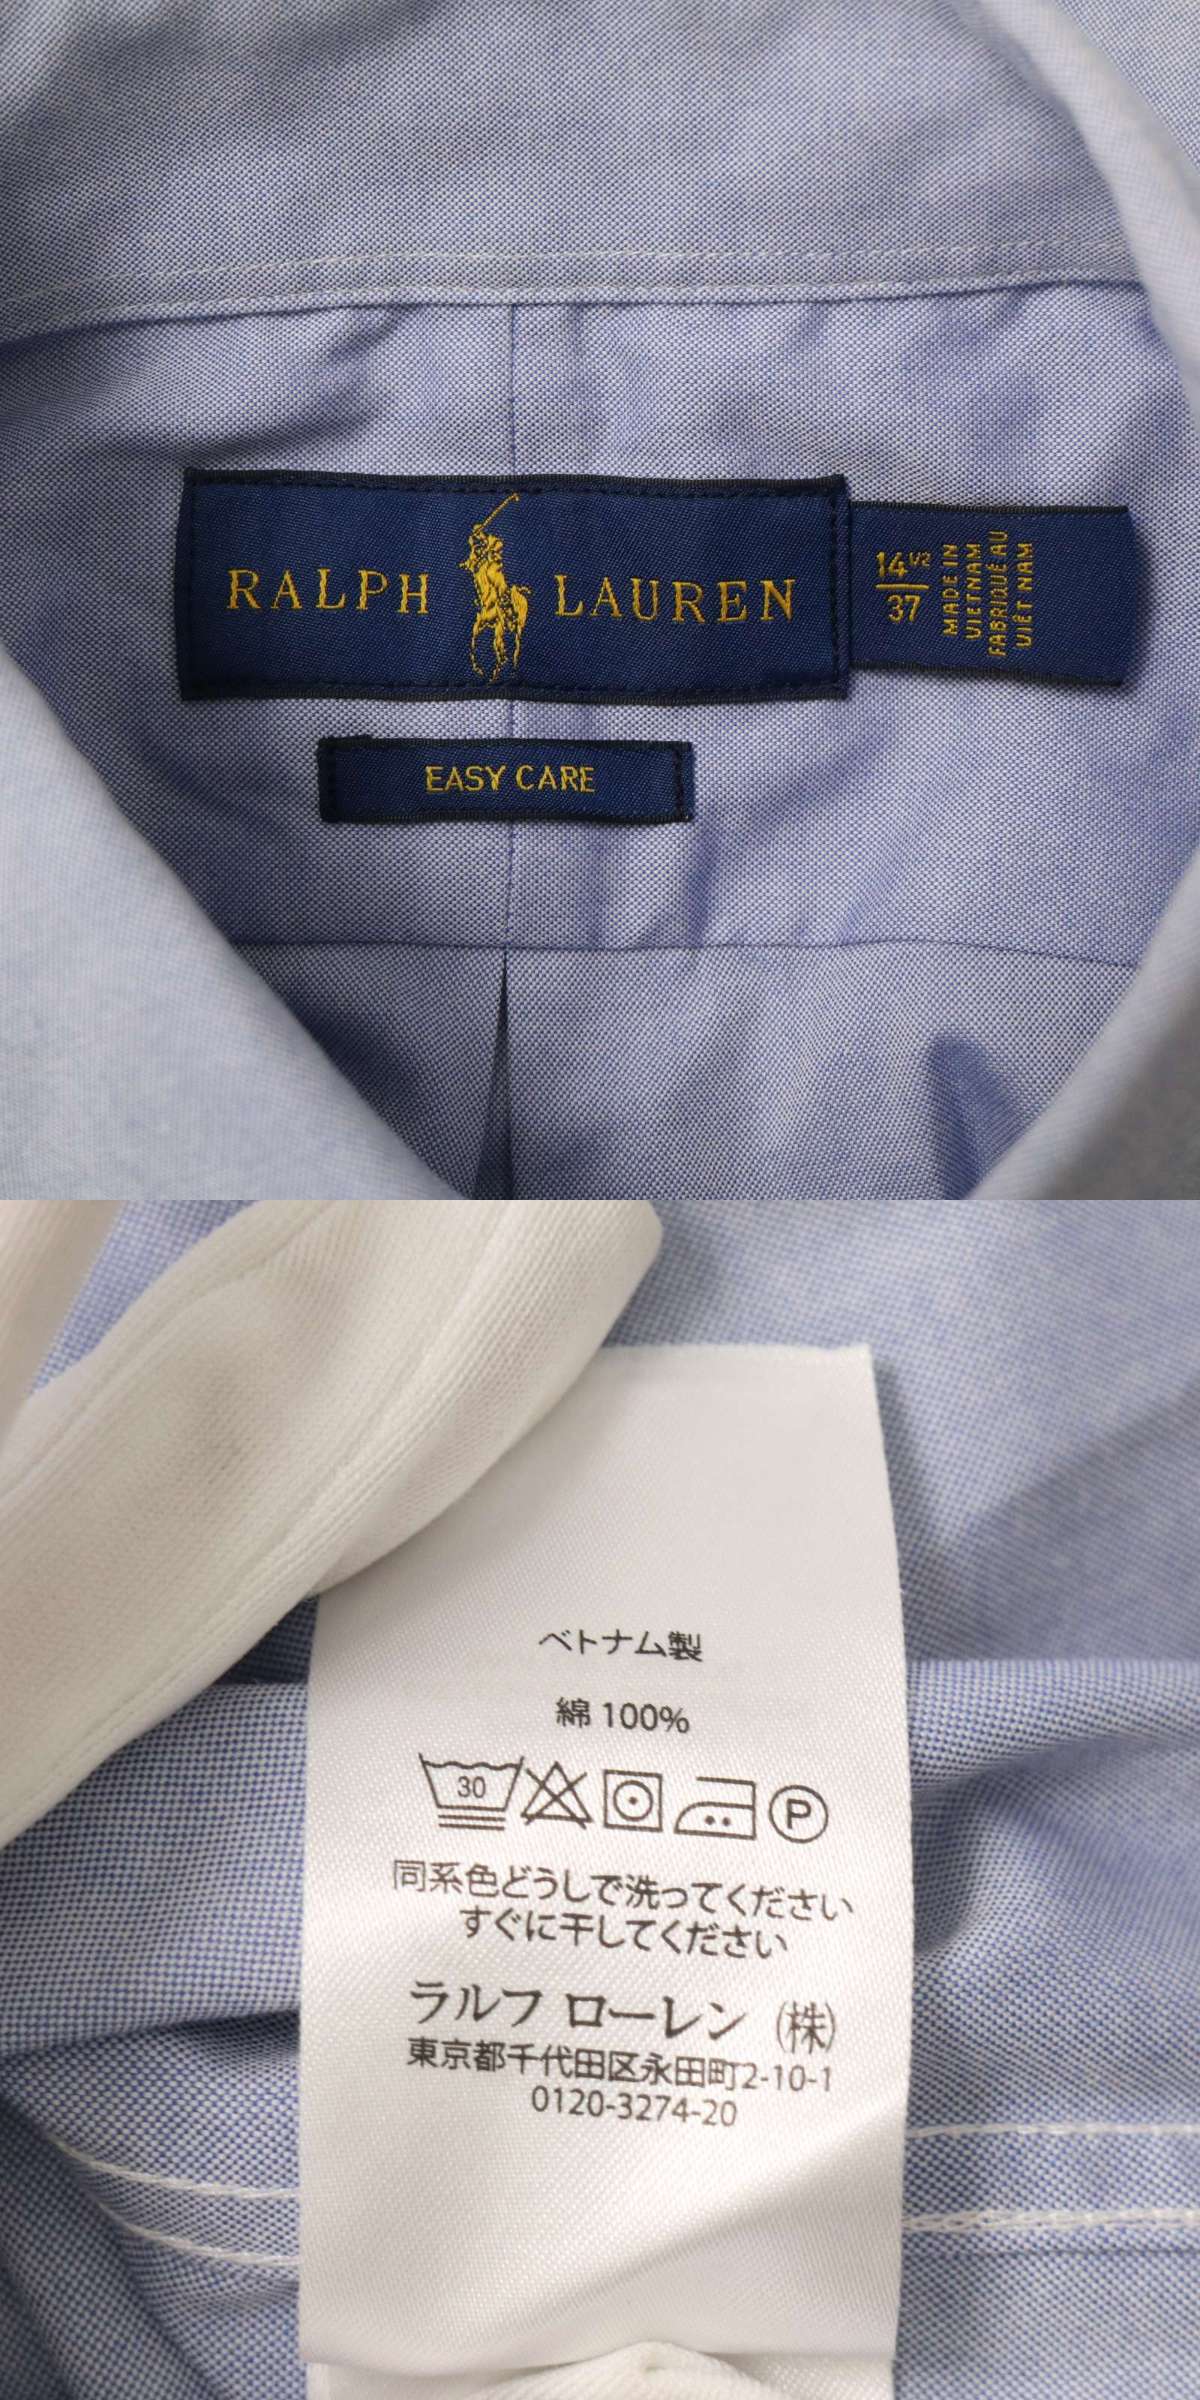 RALPH LAUREN
14 1/2
37
MADE IN
VIETNAM
FABRIQUÉ AU
VIÊT NAM
EASY CARE
ベトナム製
綿 100%
30
P
同系色どうしで洗ってください
すぐに干してください
ラルフ ローレン (株)
東京都千代田区永田町2-10-1
0120-3274-20